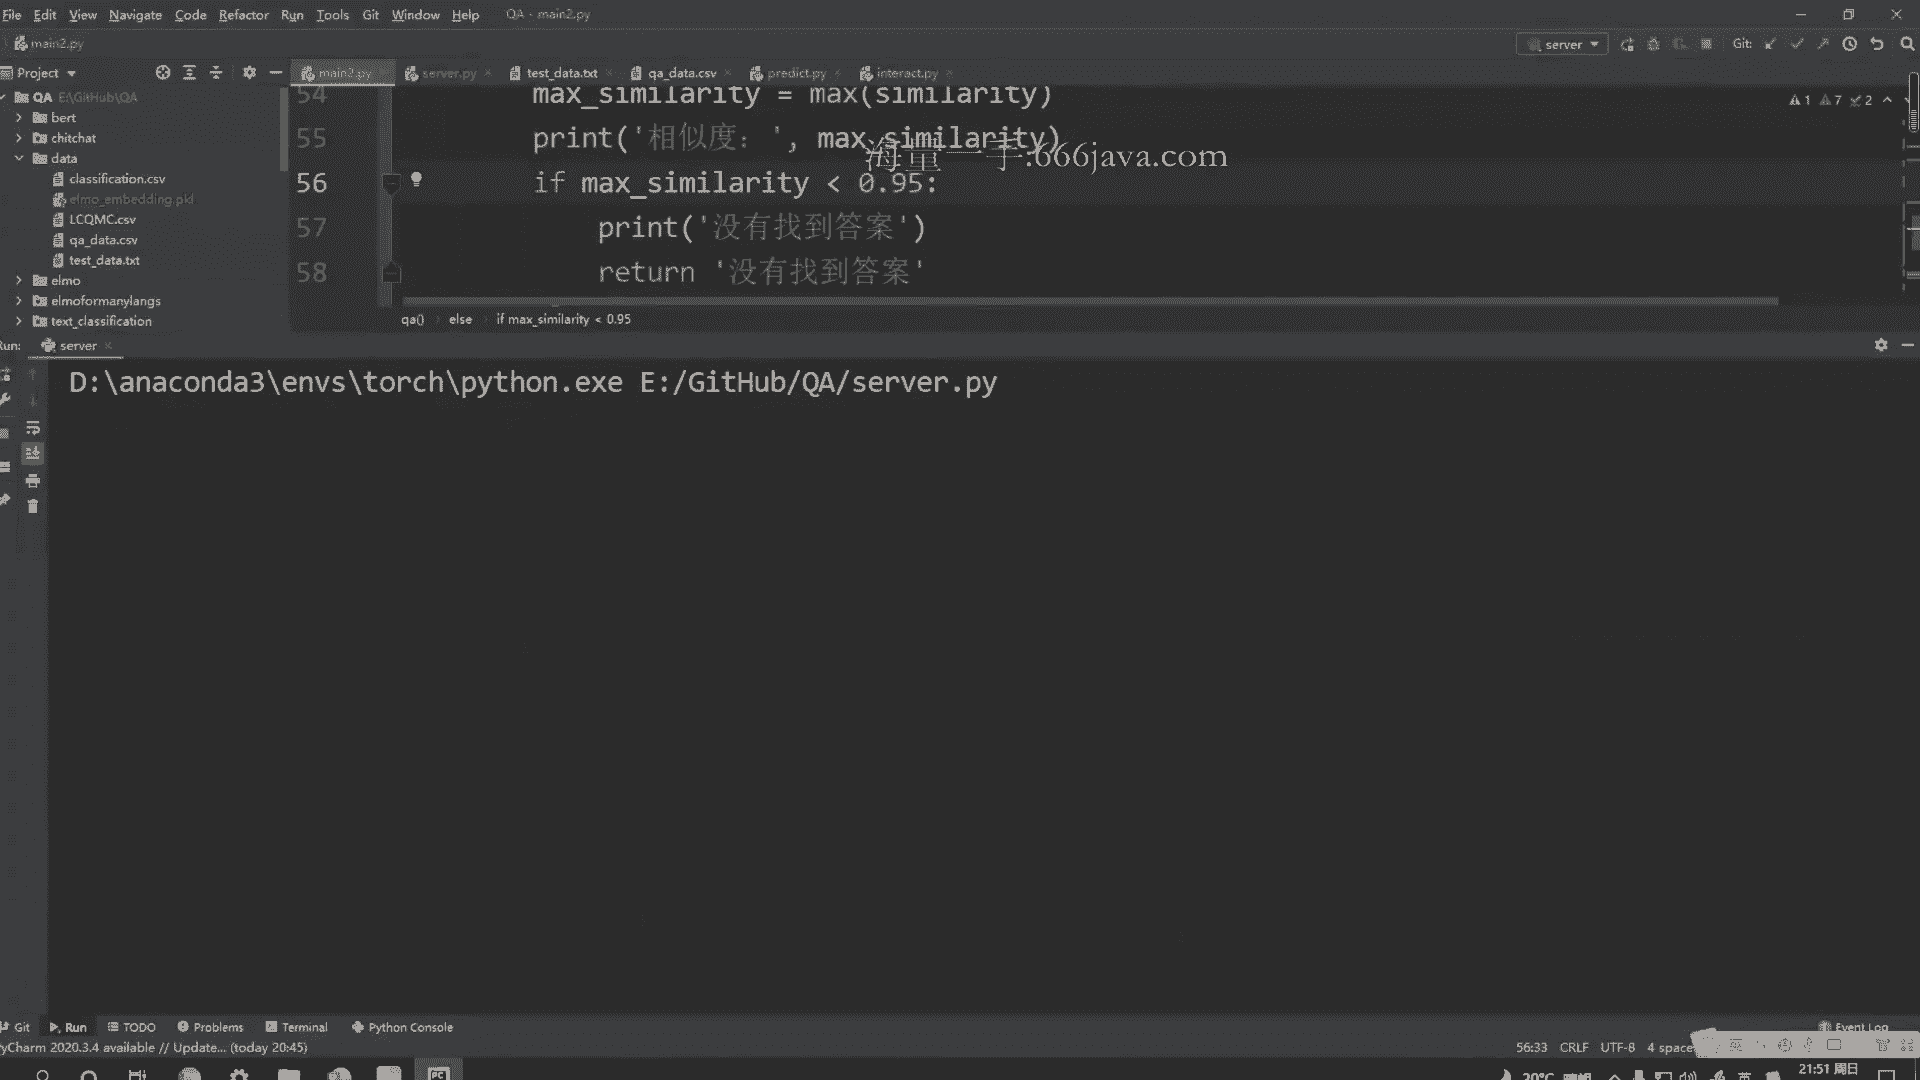 File Edit View Navigate Code Refactor Run Tools Git Window Help QA - main2.py
main2.py
server
Git:
Project
main2.py
server.py
test_data.txt
qa_data.csv
predict.py
interact.py
QA E:\GitHub\QA
bert
chitchat
data
classification.csv
elmo_embedding.pkl
LCQMC.csv
qa_data.csv
test_data.txt
elmo
elmoformanylangs
text_classification
54 max_similarity = max(similarity)
55 print('相似度: ', max_similarity)
56 if max_similarity < 0.95:
57 print('没有找到答案')
58 return '没有找到答案'
1 7 2
海量一手:666java.com
qa() else if max_similarity < 0.95
Run: server
D:\anaconda3\envs\torch\python.exe E:/GitHub/QA/server.py
Git Run TODO Problems Terminal Python Console
Event Log
yCharm 2020.3.4 available // Update... (today 20:45)
56:33 CRLF UTF-8 4 space
英
20°C
英
21:51 周日